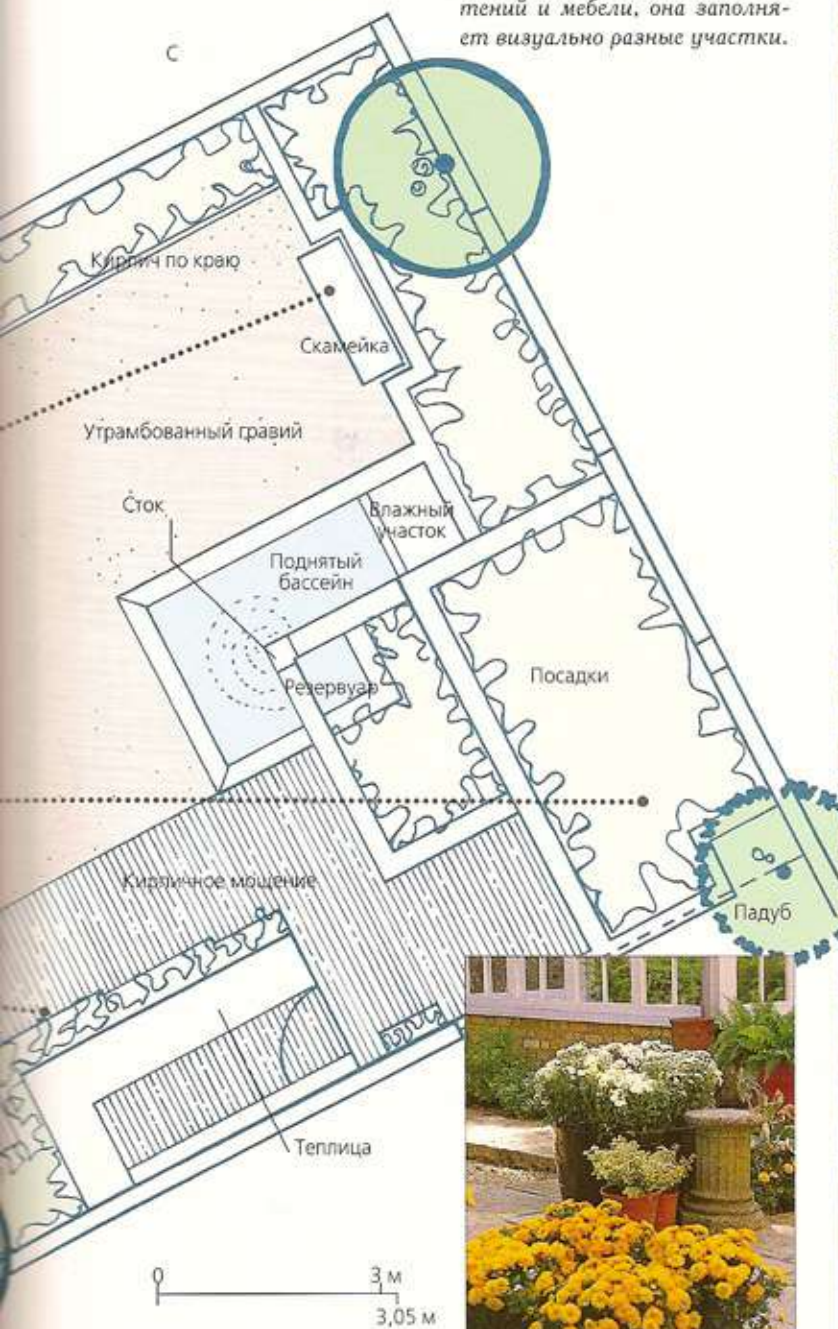 тений и мебели, она заполня-
ет визуально разные участки.
С
Кирпич по краю
Скамейка
Утрамбованный гравий
Сток
Влажный
участок
Поднятый
бассейн
Резервуар
Посадки
Кирпичное мощение
Падуб
Теплица
0
3 м
3,05 м